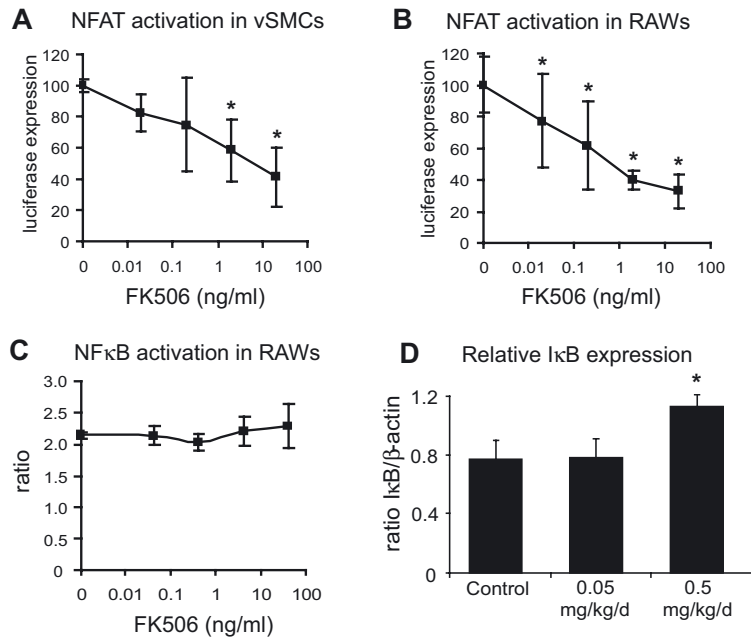 A NFAT activation in vSMCs
luciferase expression
120
100
80
60
40
20
0
* *
0 0.01 0.1 1 10 100
FK506 (ng/ml)
B NFAT activation in RAWs
luciferase expression
120
100
80
60
40
20
0
* * * *
0 0.01 0.1 1 10 100
FK506 (ng/ml)
C NFκB activation in RAWs
ratio
3.0
2.5
2.0
1.5
1.0
0.5
0
0 0.01 0.1 1 10 100
FK506 (ng/ml)
D Relative IκB expression
ratio IκB/β-actin
1.2
0.8
0.4
0
*
Control 0.05 0.5
mg/kg/d mg/kg/d